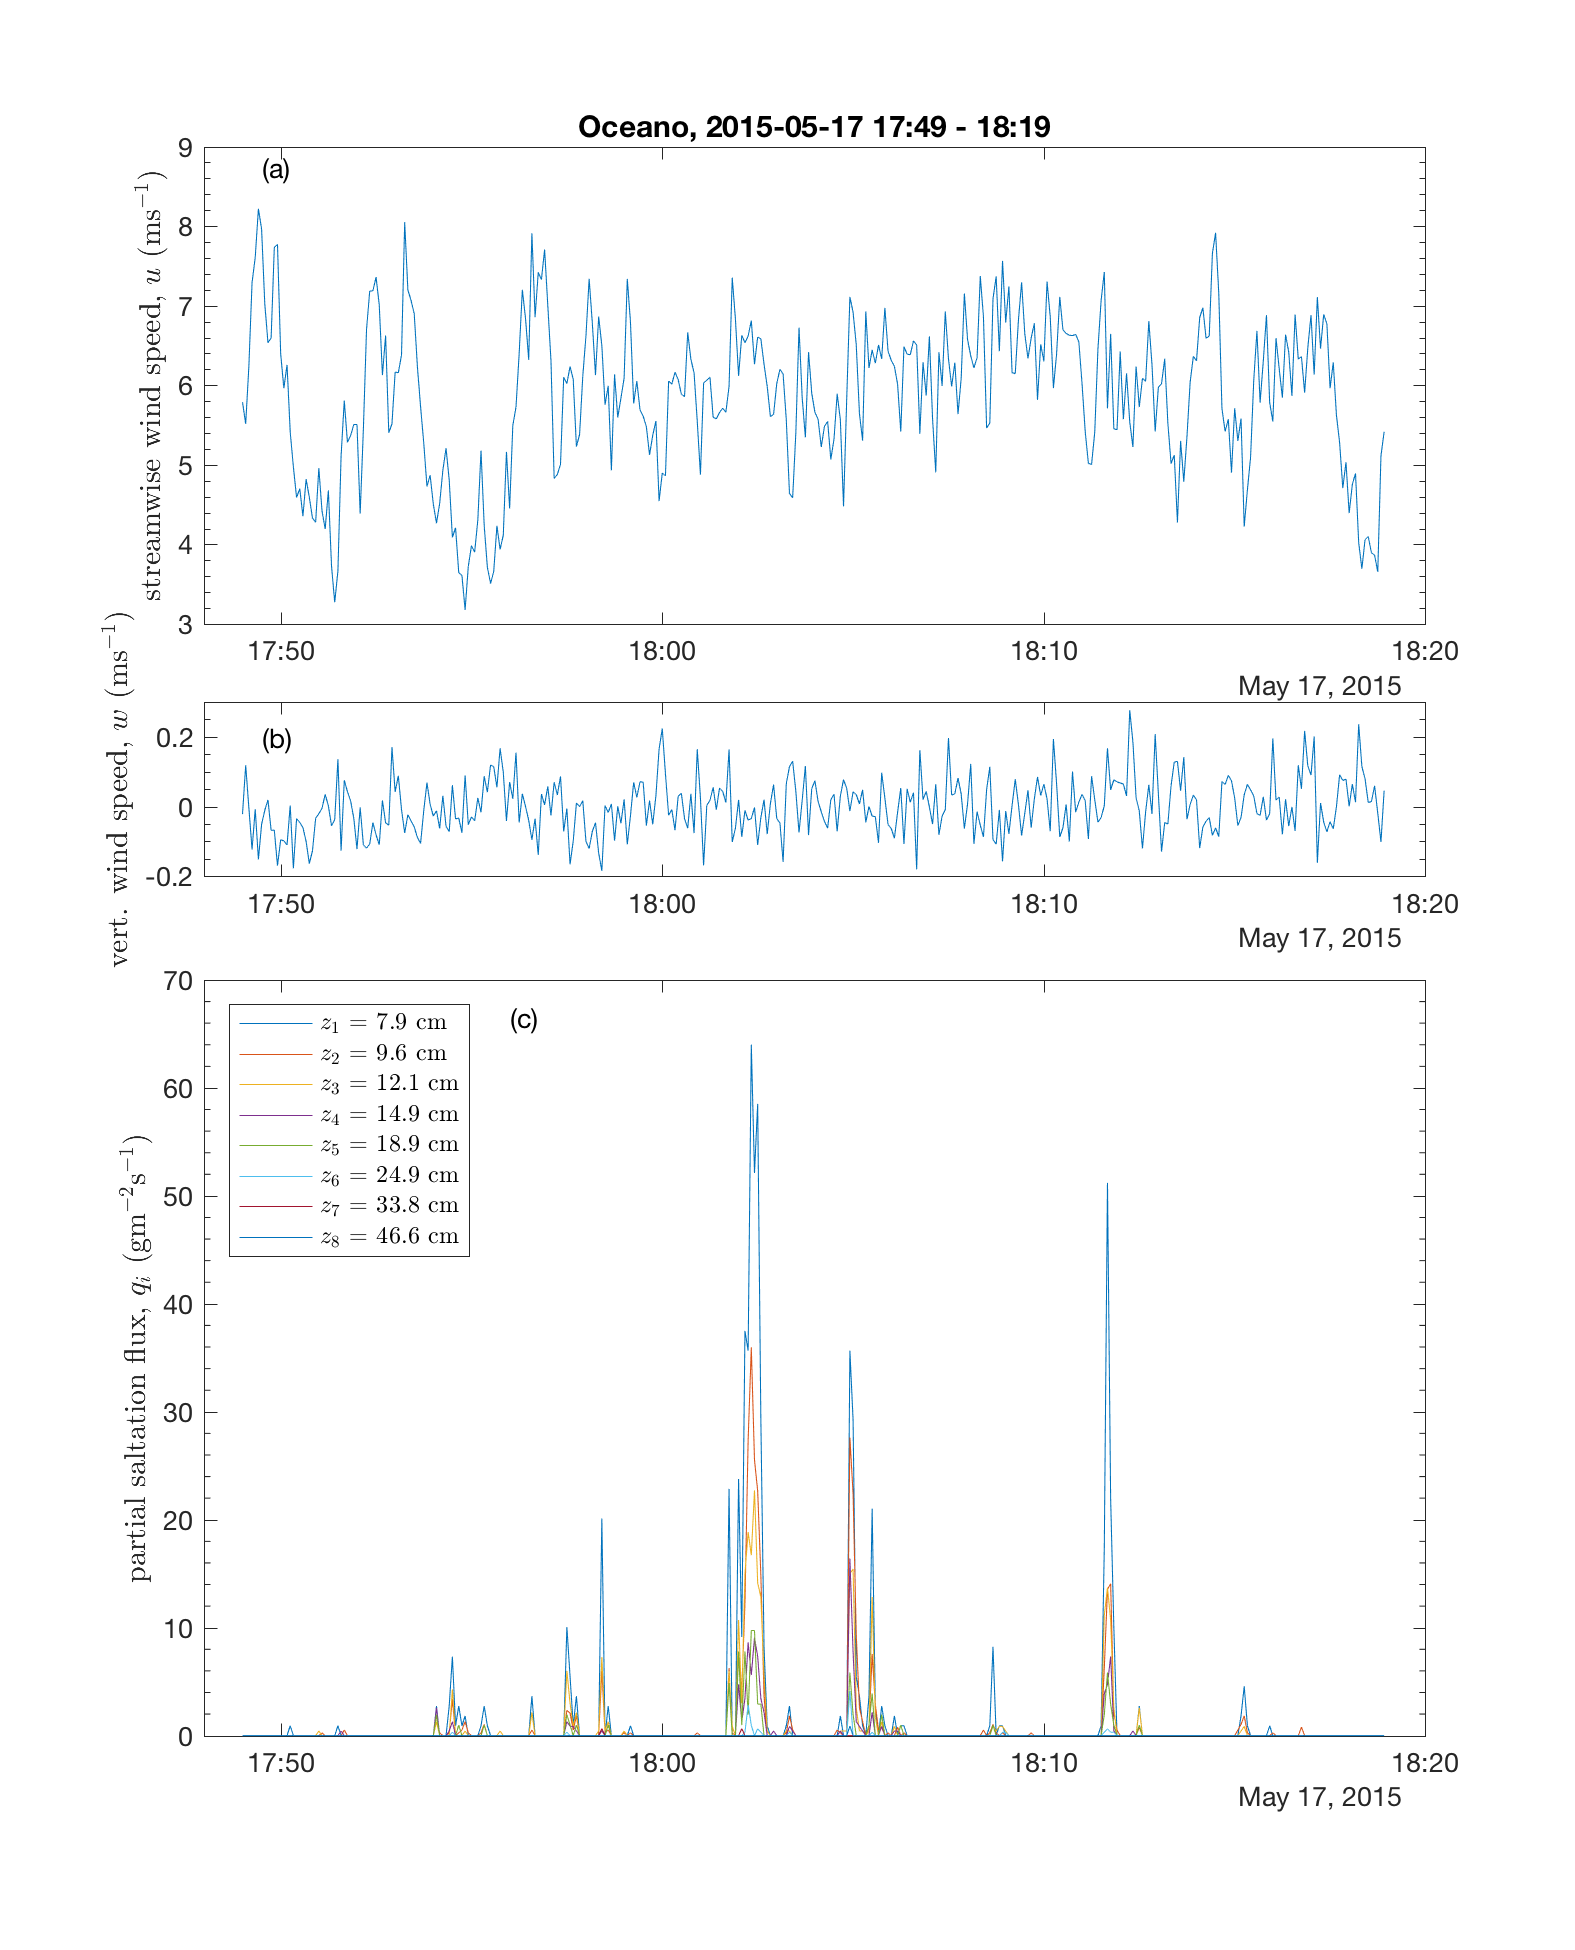 Oceano, 2015-05-17 17:49 - 18:19
(a)
streamwise wind speed, u (ms⁻¹)
9
8
7
6
5
4
3
17:50 18:00 18:10 18:20
May 17, 2015
(b)
vert. wind speed, w (ms⁻¹)
0.2
0
-0.2
17:50 18:00 18:10 18:20
May 17, 2015
(c)
partial saltation flux, qᵢ (gm⁻²s⁻¹)
70
60
50
40
30
20
10
0
z₁ = 7.9 cm
z₂ = 9.6 cm
z₃ = 12.1 cm
z₄ = 14.9 cm
z₅ = 18.9 cm
z₆ = 24.9 cm
z₇ = 33.8 cm
z₈ = 46.6 cm
17:50 18:00 18:10 18:20
May 17, 2015